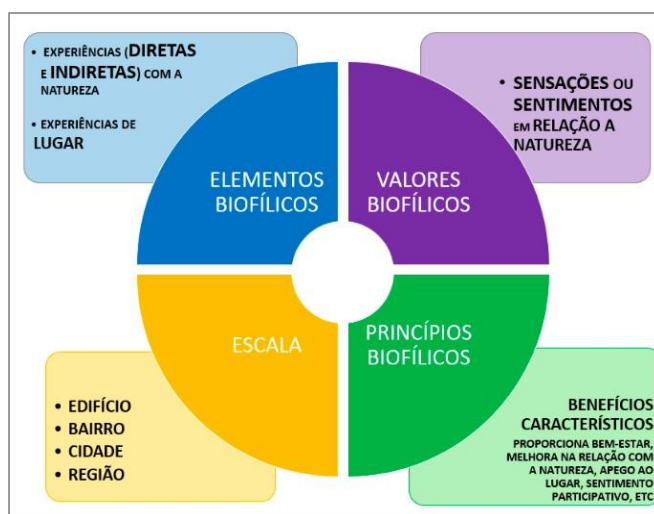 • EXPERIÊNCIAS (DIRETAS
E INDIRETAS) COM A
NATUREZA
• EXPERIÊNCIAS DE
LUGAR
• SENSAÇÕES OU
SENTIMENTOS
EM RELAÇÃO A
NATUREZA
ELEMENTOS
BIOFÍLICOS
VALORES
BIOFÍLICOS
ESCALA
PRINCÍPIOS
BIOFÍLICOS
• EDIFÍCIO
• BAIRRO
• CIDADE
• REGIÃO
BENEFÍCIOS
CARACTERÍSTICOS
PROPORCIONA BEM-ESTAR,
MELHORA NA RELAÇÃO COM
A NATUREZA, APEGO AO
LUGAR, SENTIMENTO
PARTICIPATIVO, ETC